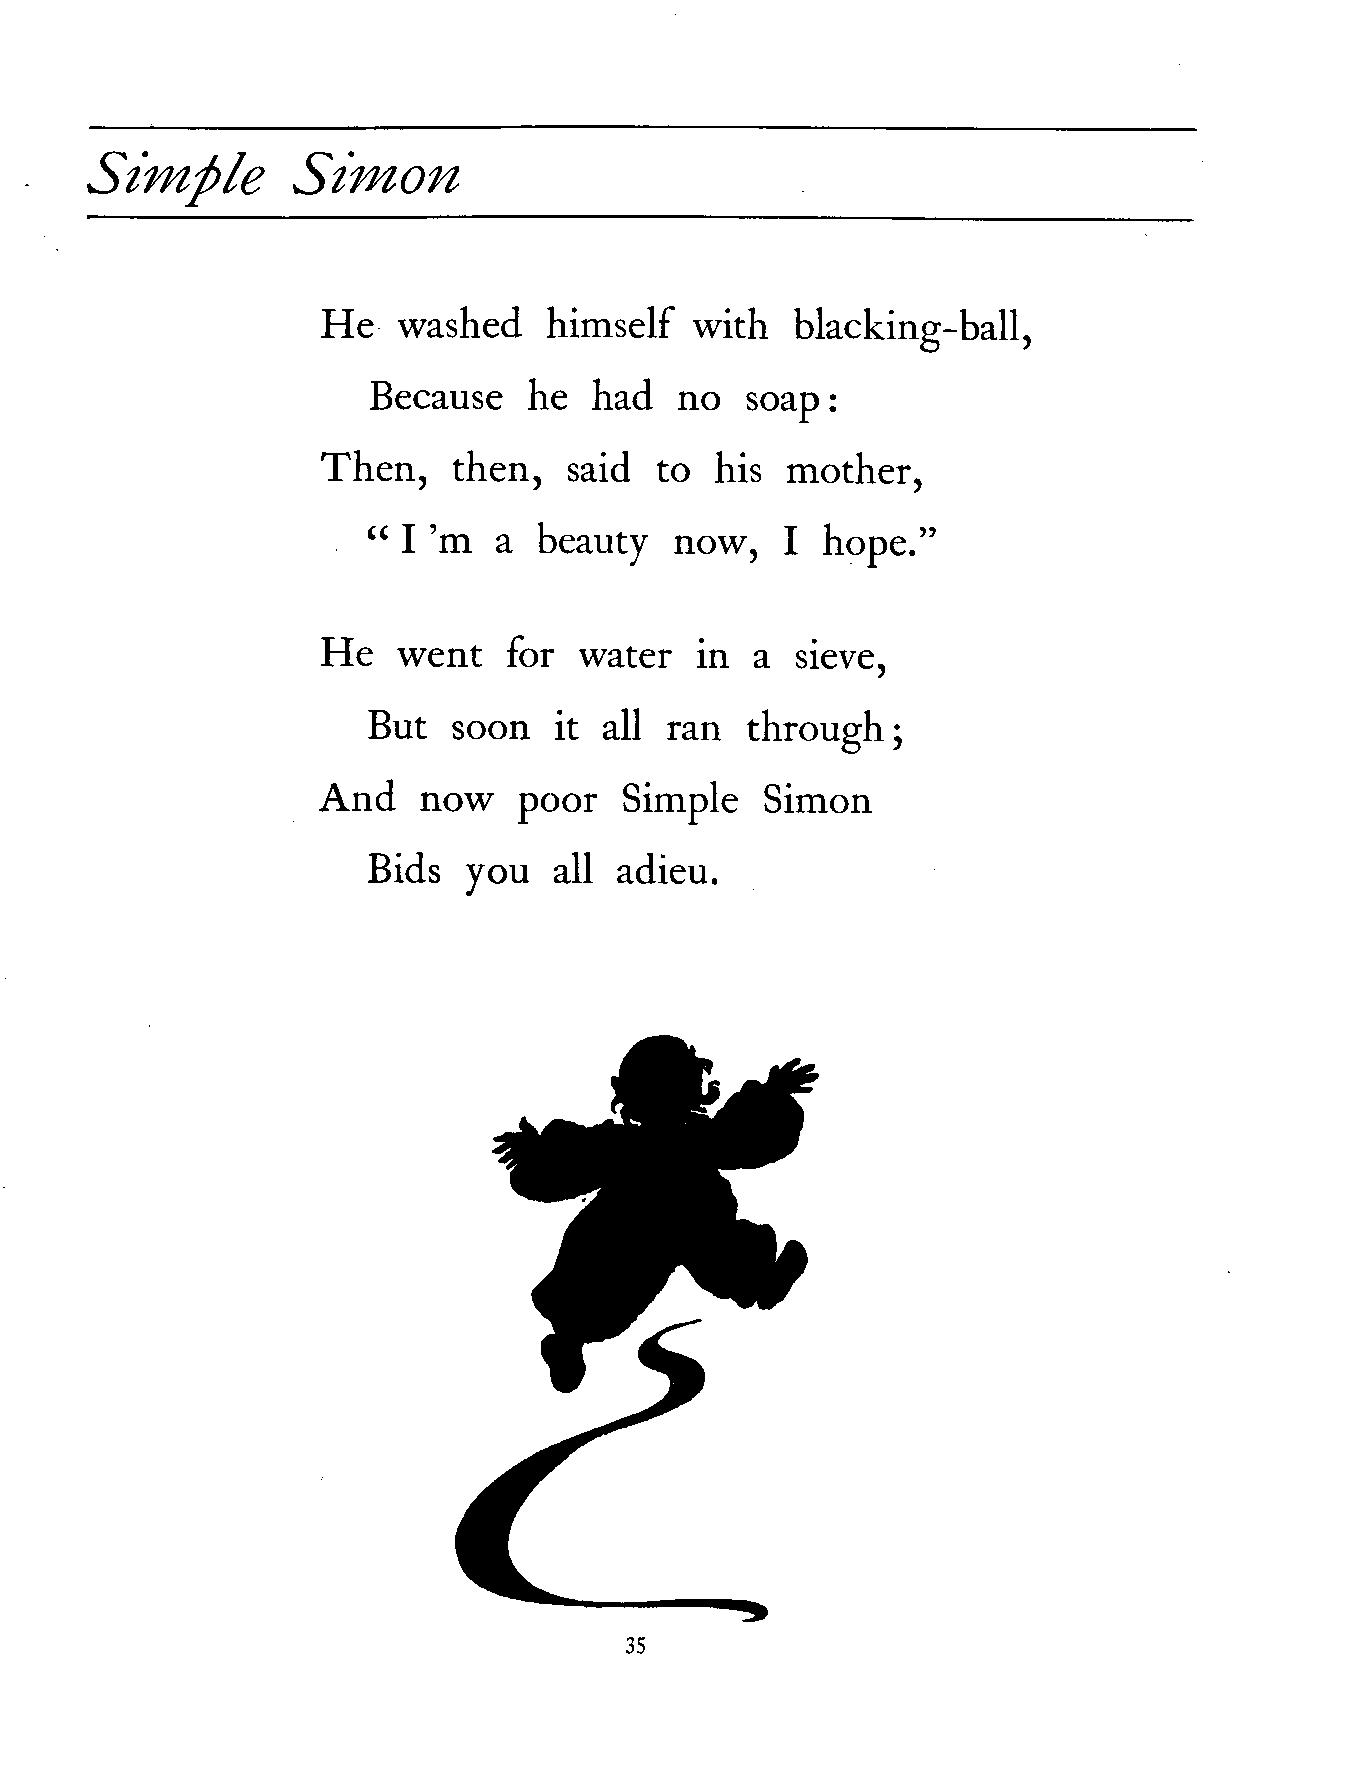 Simple Simon
He washed himself with blacking-ball,
Because he had no soap:
Then, then, said to his mother,
“I ’m a beauty now, I hope.”
He went for water in a sieve,
But soon it all ran through;
And now poor Simple Simon
Bids you all adieu.
35